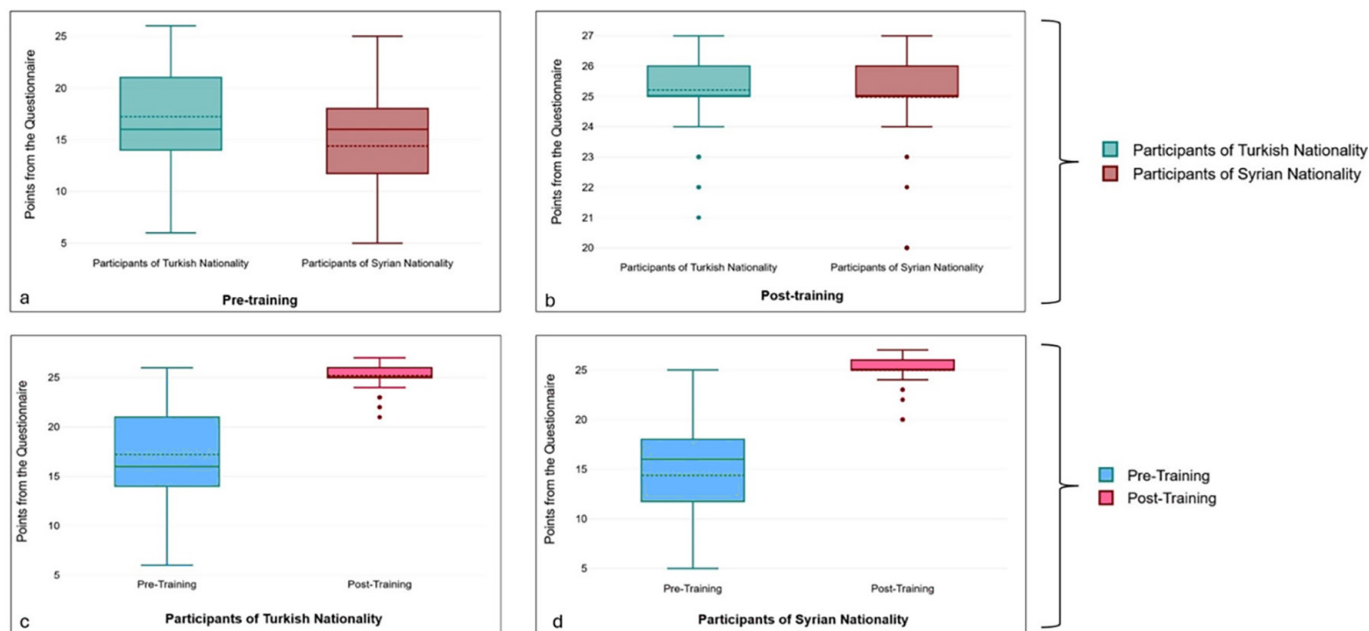 Points from the Questionnaire
25
20
15
10
5
Participants of Turkish Nationality
Participants of Syrian Nationality
a
Pre-training
Points from the Questionnaire
27
26
25
24
23
22
21
20
Participants of Turkish Nationality
Participants of Syrian Nationality
b
Post-training
Participants of Turkish Nationality
Participants of Syrian Nationality
Points from the Questionnaire
25
20
15
10
5
Pre-Training
Post-Training
c
Participants of Turkish Nationality
Points from the Questionnaire
25
20
15
10
5
Pre-Training
Post-Training
d
Participants of Syrian Nationality
Pre-Training
Post-Training